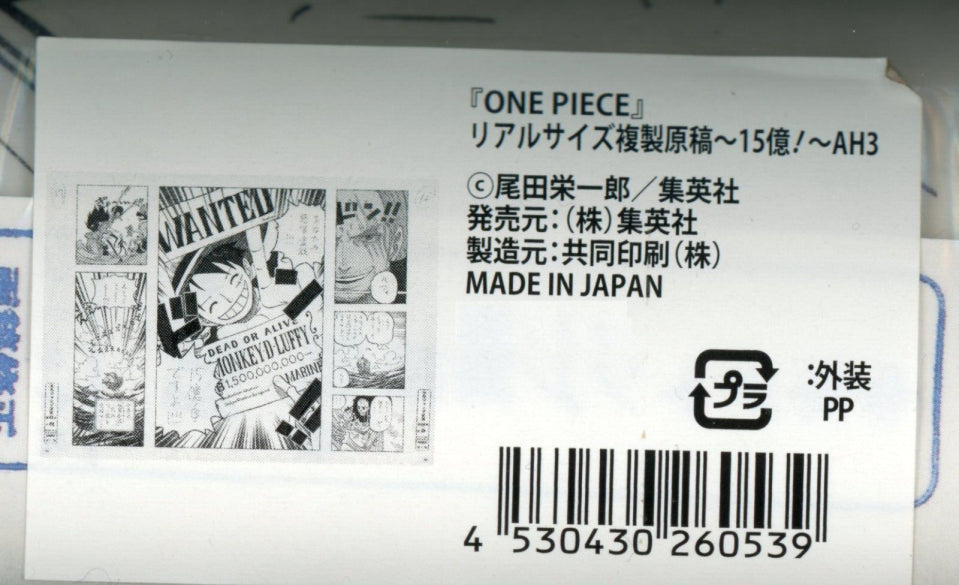 『ONE PIECE』
リアルサイズ複製原稿～15億!～AH3
©尾田栄一郎／集英社
発売元：(株)集英社
製造元：共同印刷(株)
MADE IN JAPAN
プラ
：外装
PP
4 530430 260539
WANTED
DEAD OR ALIVE
MONKEY・D・LUFFY
1,500,000,000—
MARINE
ドン!!